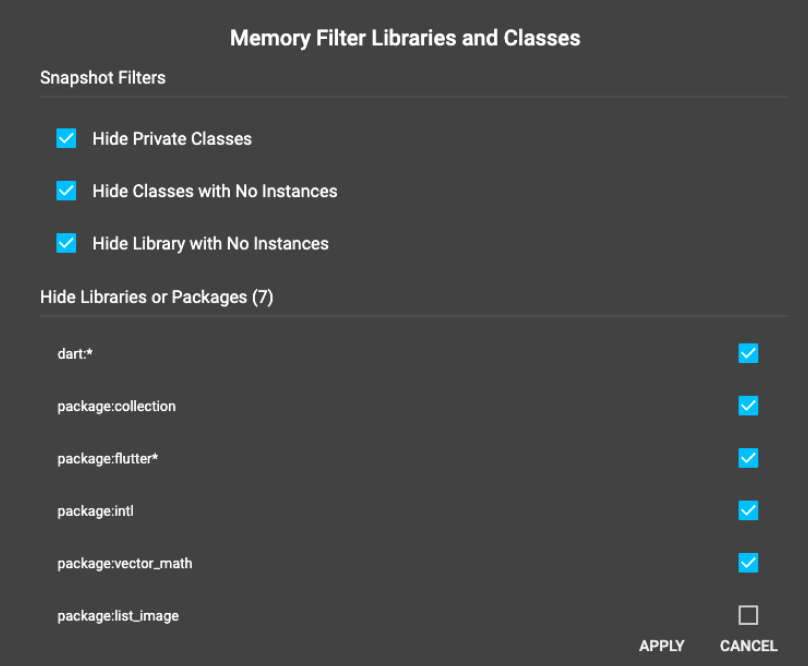 Memory Filter Libraries and Classes
Snapshot Filters
Hide Private Classes
Hide Classes with No Instances
Hide Library with No Instances
Hide Libraries or Packages (7)
dart:*
package:collection
package:flutter*
package:intl
package:vector_math
package:list_image
APPLY CANCEL